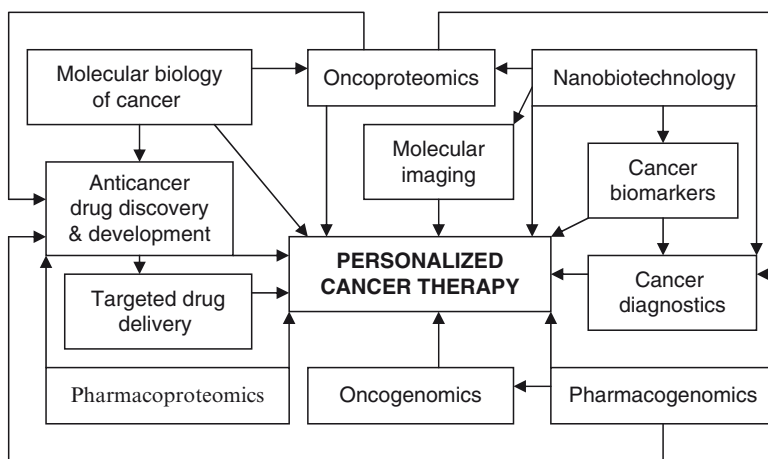 Molecular biology
of cancer
Oncoproteomics
Nanobiotechnology
Molecular
imaging
Cancer
biomarkers
Anticancer
drug discovery
& development
PERSONALIZED
CANCER THERAPY
Targeted drug
delivery
Cancer
diagnostics
Pharmacoproteomics
Oncogenomics
Pharmacogenomics